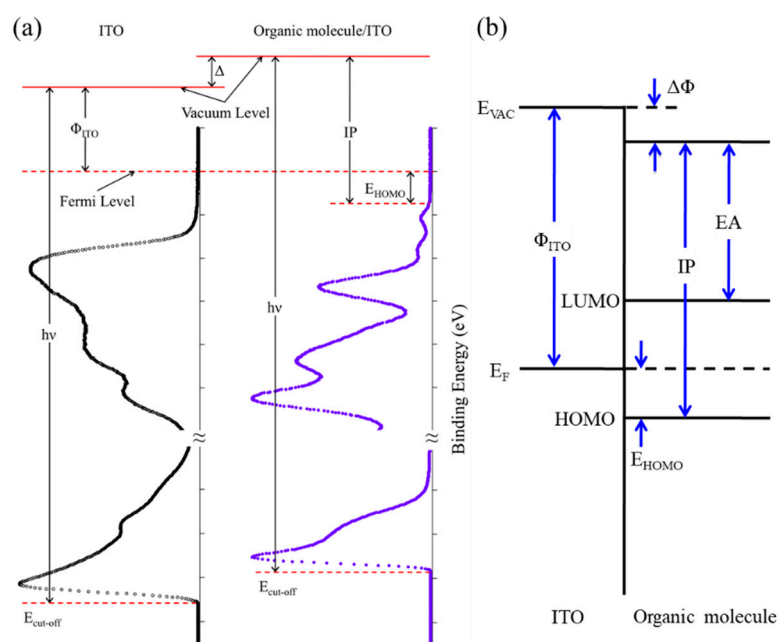 (a)
ITO
Organic molecule/ITO
Δ
Vacuum Level
Φ_ITO
IP
Fermi Level
E_HOMO
hν
hν
≈
≈
E_cut-off
E_cut-off
Binding Energy (eV)
(b)
ΔΦ
E_VAC
Φ_ITO
EA
IP
LUMO
E_F
HOMO
E_HOMO
ITO
Organic molecule